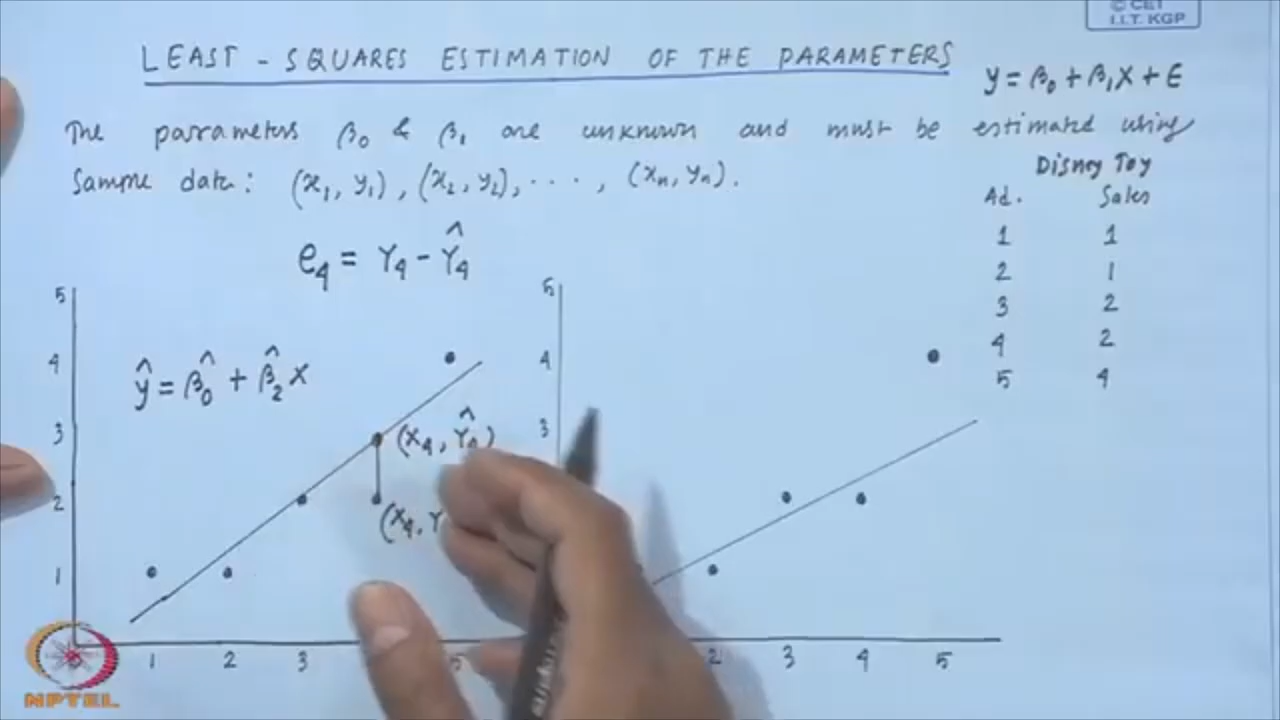 © CET
I.I.T. KGP
LEAST - SQUARES ESTIMATION OF THE PARAMETERS
y = β₀ + β₁X + ∈
The parameters β₀ & β₁ are unknown and must be estimated using
Sample data: (x₁, y₁), (x₂, y₂), ..., (xₙ, yₙ).
Disney Toy
Ad. Sales
1 1
2 1
3 2
4 2
5 4
e₄ = Y₄ - Ŷ₄
ŷ = β̂₀ + β̂₂ X
(X₄, Ŷ₄)
(X₄, Y
5
4
3
2
1
1 2 3 5
5
4
3
2 3 4 5
NPTEL